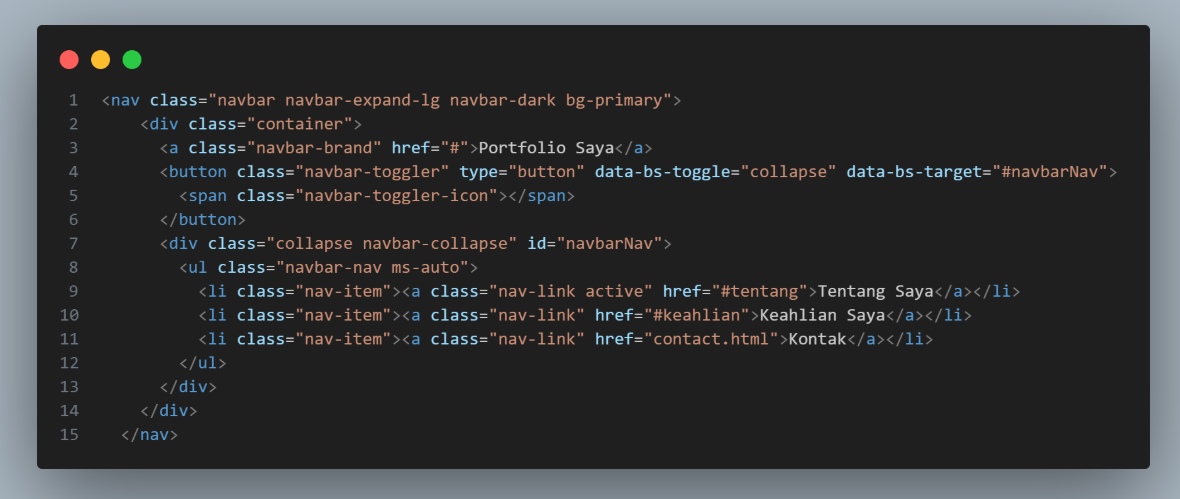 1 <nav class="navbar navbar-expand-lg navbar-dark bg-primary">
2     <div class="container">
3       <a class="navbar-brand" href="#">Portfolio Saya</a>
4       <button class="navbar-toggler" type="button" data-bs-toggle="collapse" data-bs-target="#navbarNav">
5         <span class="navbar-toggler-icon"></span>
6       </button>
7       <div class="collapse navbar-collapse" id="navbarNav">
8         <ul class="navbar-nav ms-auto">
9           <li class="nav-item"><a class="nav-link active" href="#tentang">Tentang Saya</a></li>
10           <li class="nav-item"><a class="nav-link" href="#keahlian">Keahlian Saya</a></li>
11           <li class="nav-item"><a class="nav-link" href="contact.html">Kontak</a></li>
12         </ul>
13       </div>
14     </div>
15   </nav>